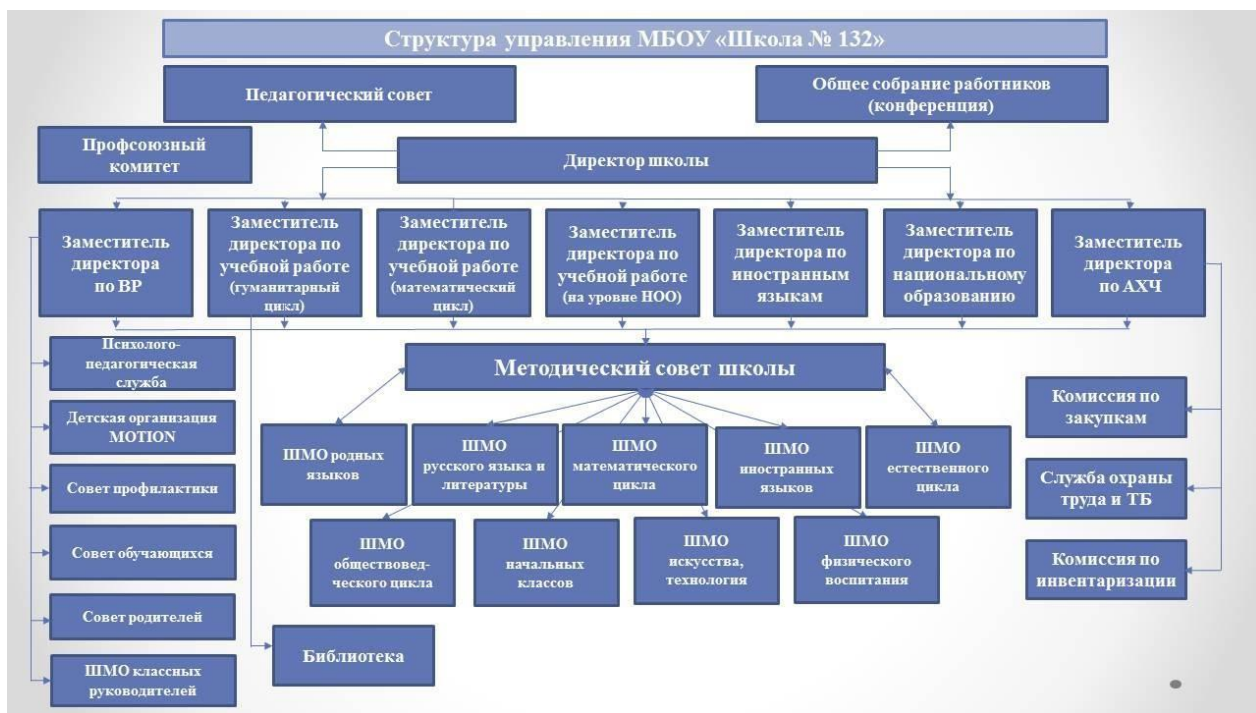 Структура управления МБОУ «Школа № 132»
Педагогический совет
Общее собрание работников
(конференция)
Профсоюзный
комитет
Директор школы
Заместитель
директора
по ВР
Заместитель
директора по
учебной работе
(гуманитарный
цикл)
Заместитель
директора по
учебной работе
(математический
цикл)
Заместитель
директора по
учебной работе
(на уровне НОО)
Заместитель
директора по
иностранным
языкам
Заместитель
директора по
национальному
образованию
Заместитель
директора
по АХЧ
Психолого-
педагогическая
служба
Детская организация
MOTION
Совет профилактики
Совет обучающихся
Совет родителей
ШМО классных
руководителей
Методический совет школы
ШМО родных
языков
ШМО
русского языка и
литературы
ШМО
математического
цикла
ШМО
иностранных
языков
ШМО
естественного
цикла
ШМО
обществовед-
ческого цикла
ШМО
начальных
классов
ШМО
искусства,
технология
ШМО
физического
воспитания
Библиотека
Комиссия по
закупкам
Служба охраны
труда и ТБ
Комиссия по
инвентаризации